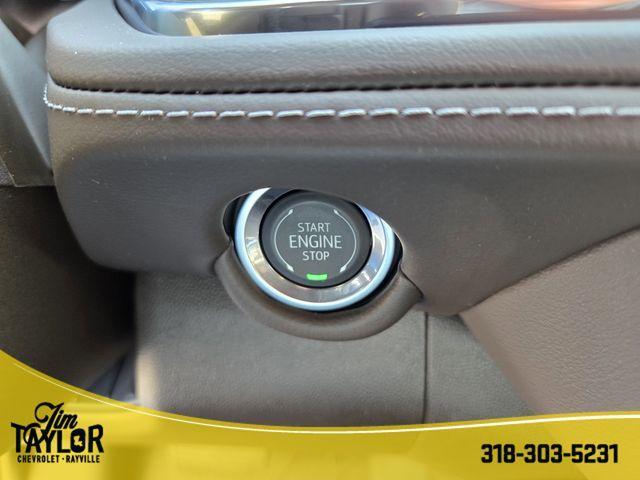 START
ENGINE
STOP
Jim
TAYLOR
CHEVROLET · RAYVILLE
318-303-5231